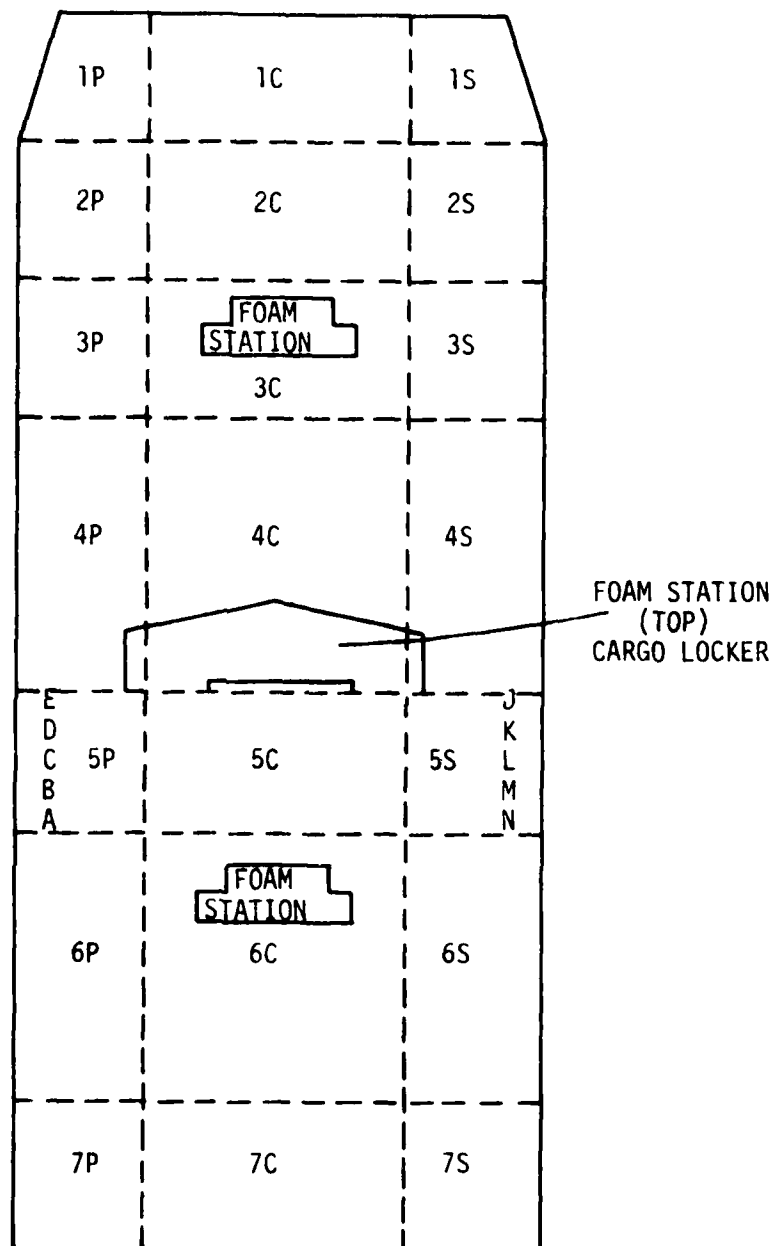 1P 1C 1S
2P 2C 2S
FOAM
STATION
3P 3S
3C
4P 4C 4S
FOAM STATION
(TOP)
CARGO LOCKER
E
D
C
B
A
5P 5C 5S
J
K
L
M
N
FOAM
STATION
6P 6C 6S
7P 7C 7S